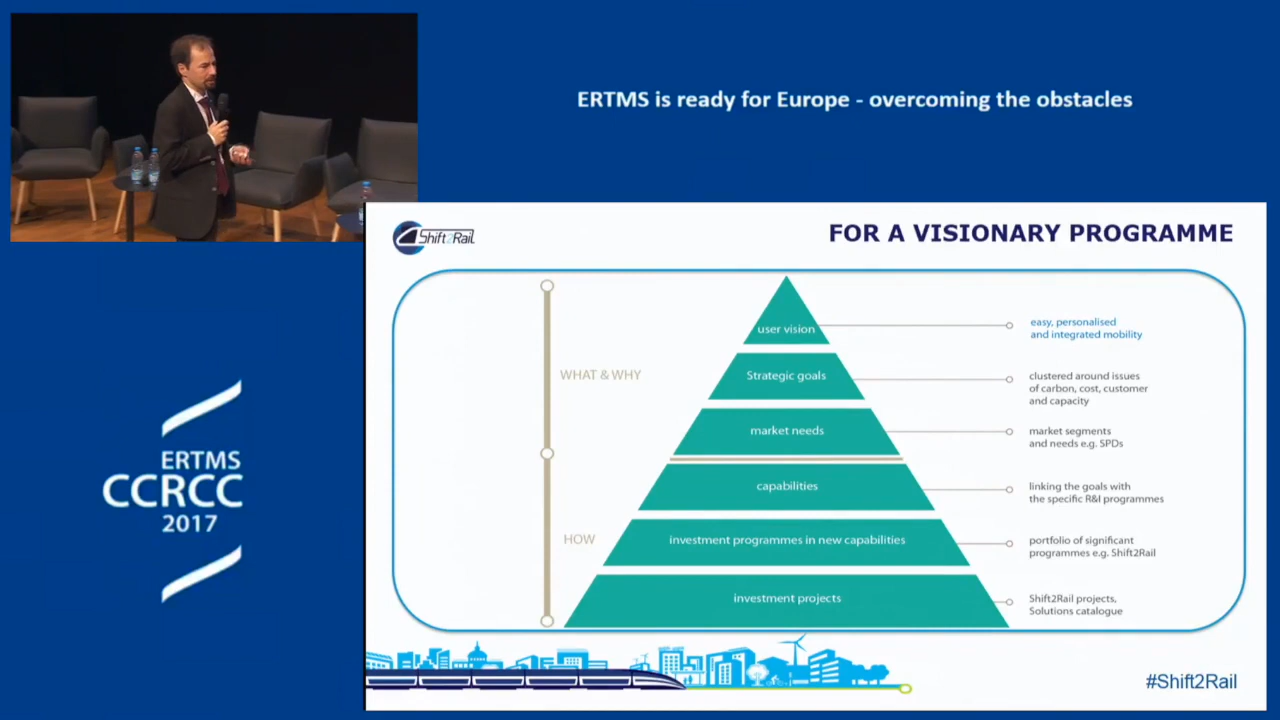 ERTMS is ready for Europe - overcoming the obstacles
Shift2Rail
FOR A VISIONARY PROGRAMME
WHAT & WHY
HOW
user vision
easy, personalised
and integrated mobility
Strategic goals
clustered around issues
of carbon, cost, customer
and capacity
market needs
market segments
and needs e.g. SPDs
capabilities
linking the goals with
the specific R&I programmes
investment programmes in new capabilities
portfolio of significant
programmes e.g. Shift2Rail
investment projects
Shift2Rail projects,
Solutions catalogue
ERTMS
CCRCC
2017
#Shift2Rail